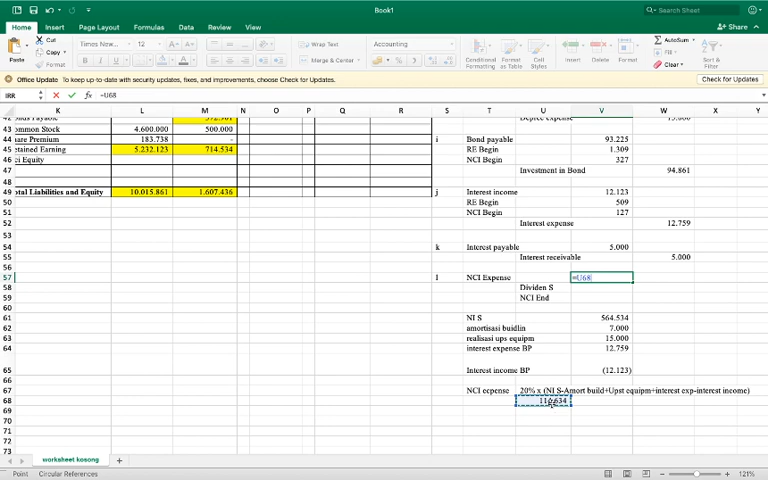 Book1
Search Sheet
Home Insert Page Layout Formulas Data Review View
Share
Paste
Cut
Copy
Format
Times New... 12
Wrap Text
Merge & Center
Accounting
Conditional Formatting
Format as Table
Cell Styles
Insert Delete Format
AutoSum
Fill
Clear
Sort & Filter
Office Update To keep up-to-date with security updates, fixes, and improvements, choose Check for Updates.
Check for Updates
IRR fx =U68
K L M N O P Q R S T U V W X Y
43 ommon Stock 4.600.000 500.000
44 are Premium 183.738 - i Bond payable 93.225
45 etained Earning 5.232.123 714.534 RE Begin 1.309
46 ci Equity NCI Begin 327
47 Investment in Bond 94.861
48
49 otal Liabilities and Equity 10.015.861 1.607.436 j Interest income 12.123
50 RE Begin 509
51 NCI Begin 127
52 Interest expense 12.759
53
54 k Interest payable 5.000
55 Interest receivable 5.000
56
57 l NCI Expense =U68
58 Dividen S
59 NCI End
60
61 NI S 564.534
62 amortisasi buidlin 7.000
63 realisasi ups equipm 15.000
64 interest expense BP 12.759
65 Interest income BP (12.123)
66
67 NCI ecpense 20% x (NI S-Amort build+Upst equipm+interest exp-interest income)
68
69
70
71
72
73
worksheet kosong
Point Circular References 121%